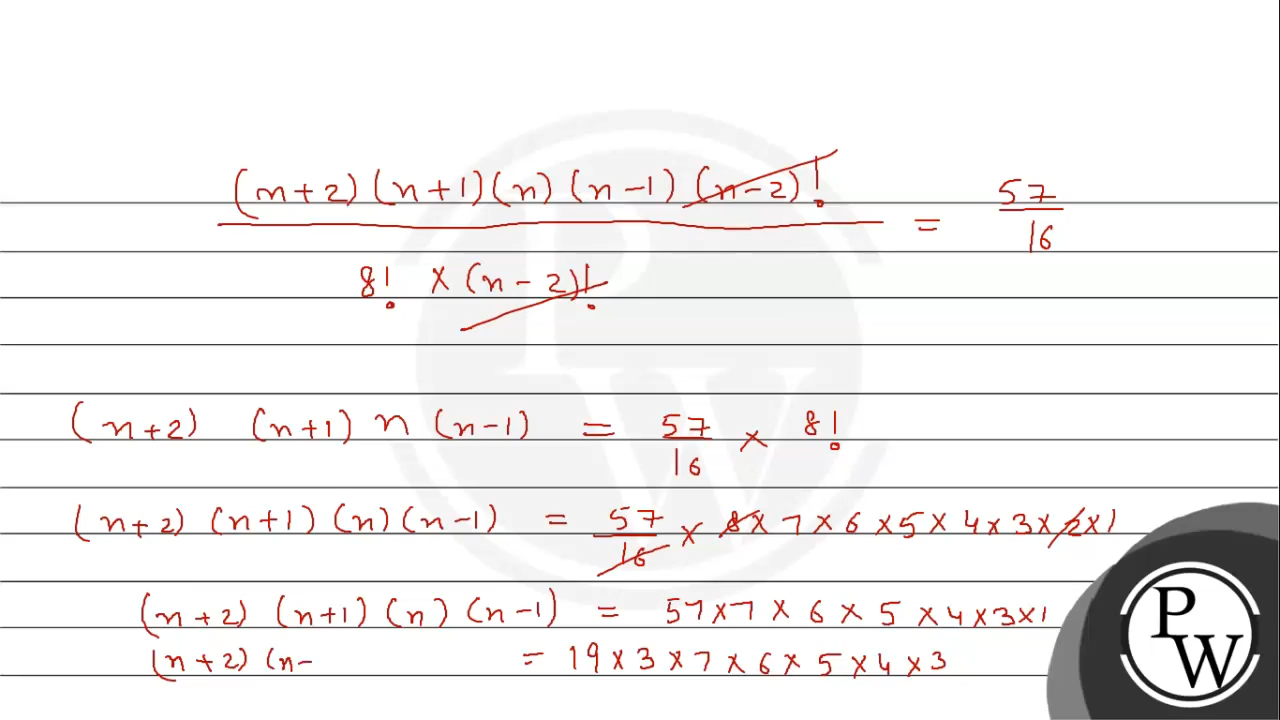 (n+2)(n+1)(n)(n-1)(n-2)! = 57
8! × (n-2)! 16
(n+2) (n+1) n (n-1) = 57/16 × 8!
(n+2)(n+1)(n)(n-1) = 57/16 × 8×7×6×5×4×3×2×1
(n+2)(n+1)(n)(n-1) = 57×7×6×5×4×3×1
(n+2)(n- = 19×3×7×6×5×4×3
P
W
P
W